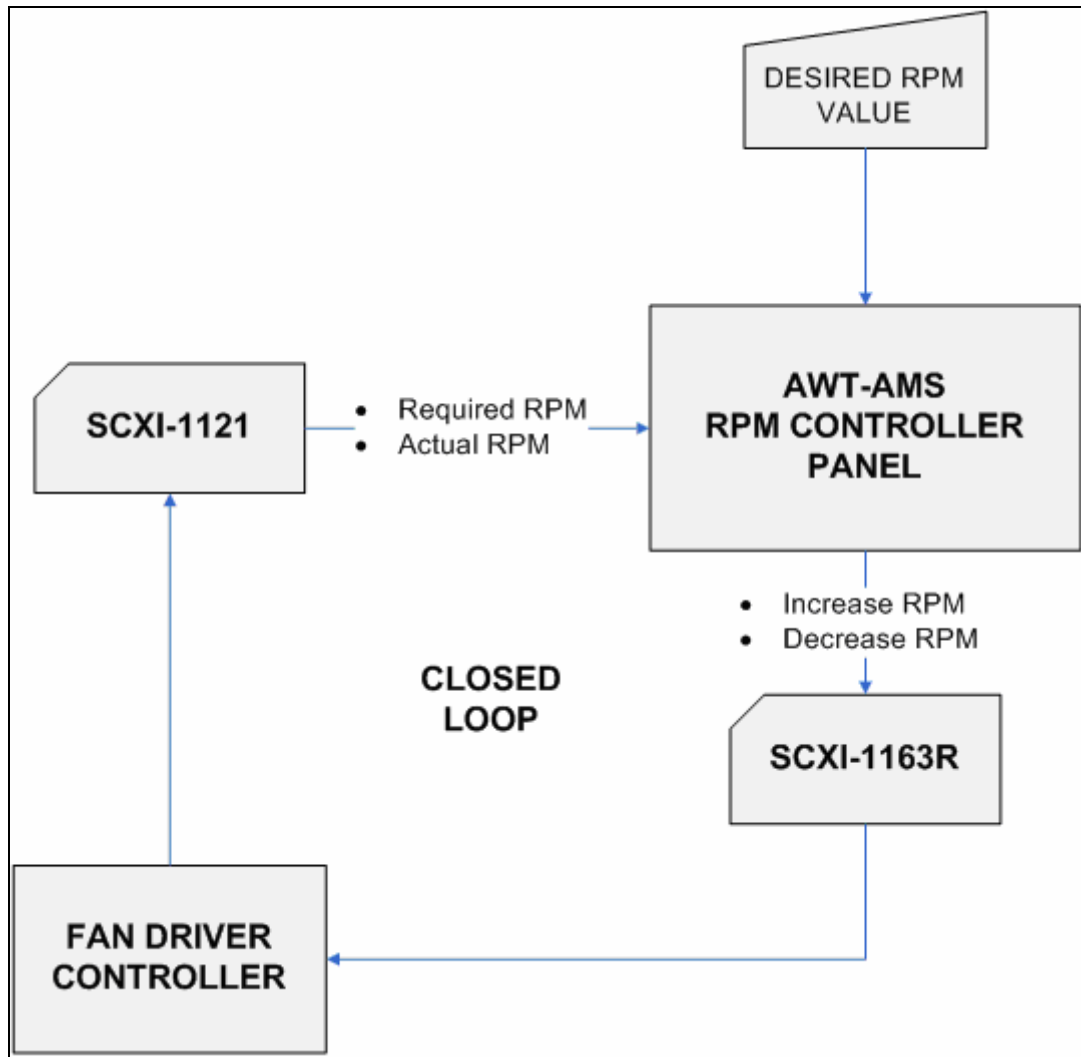 DESIRED RPM
VALUE
AWT-AMS
RPM CONTROLLER
PANEL
SCXI-1121
• Required RPM
• Actual RPM
• Increase RPM
• Decrease RPM
CLOSED
LOOP
SCXI-1163R
FAN DRIVER
CONTROLLER